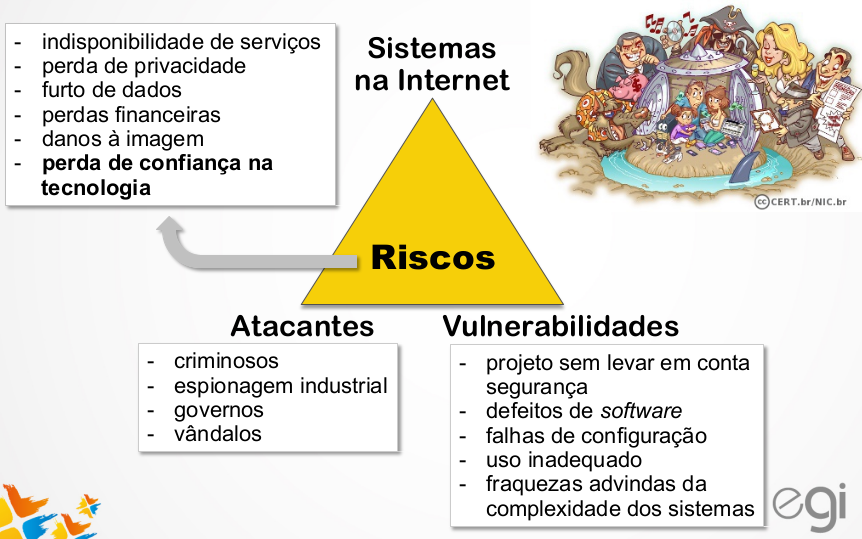 - indisponibilidade de serviços
- perda de privacidade
- furto de dados
- perdas financeiras
- danos à imagem
- perda de confiança na
tecnologia
Sistemas
na Internet
cc CERT.br/NIC.br
Riscos
Atacantes
- criminosos
- espionagem industrial
- governos
- vândalos
Vulnerabilidades
- projeto sem levar em conta
segurança
- defeitos de software
- falhas de configuração
- uso inadequado
- fraquezas advindas da
complexidade dos sistemas
egi